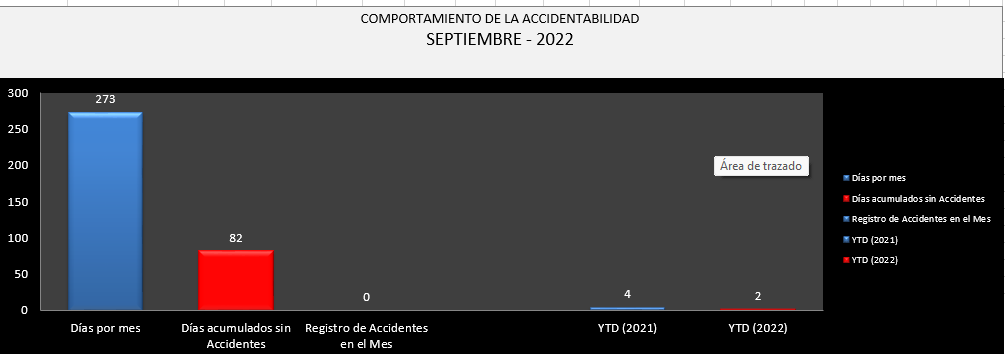 COMPORTAMIENTO DE LA ACCIDENTABILIDAD
SEPTIEMBRE - 2022
300
250
200
150
100
50
0
273
82
0
4
2
Área de trazado
Días por mes
Días acumulados sin
Accidentes
Registro de Accidentes
en el Mes
YTD (2021)
YTD (2022)
Días por mes
Días acumulados sin Accidentes
Registro de Accidentes en el Mes
YTD (2021)
YTD (2022)